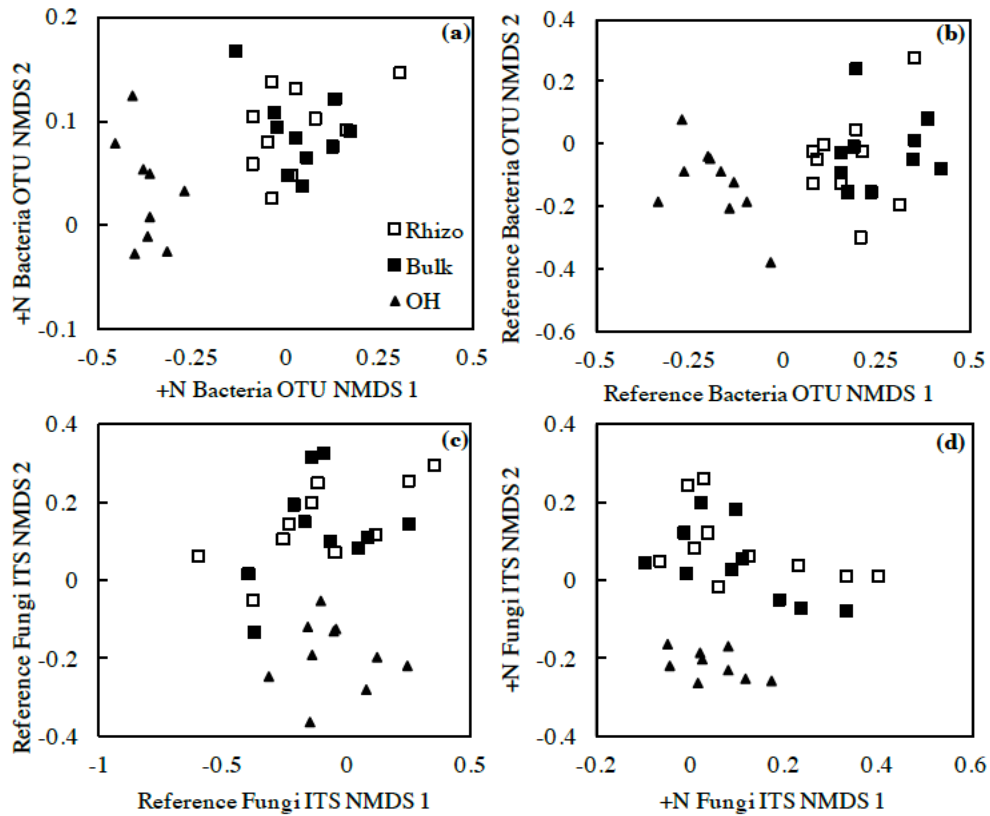 (a)
+N Bacteria OTU NMDS 2
0.2
0.1
0
-0.1
Rhizo
Bulk
OH
-0.5
-0.25
0
0.25
0.5
+N Bacteria OTU NMDS 1
(b)
Reference Bacteria OTU NMDS 2
0.4
0.2
0
-0.2
-0.4
-0.6
-0.5
-0.25
0
0.25
0.5
Reference Bacteria OTU NMDS 1
(c)
Reference Fungi ITS NMDS 2
0.4
0.2
0
-0.2
-0.4
-1
-0.5
0
0.5
Reference Fungi ITS NMDS 1
(d)
+N Fungi ITS NMDS 2
0.4
0.2
0
-0.2
-0.4
-0.2
0
0.2
0.4
0.6
+N Fungi ITS NMDS 1